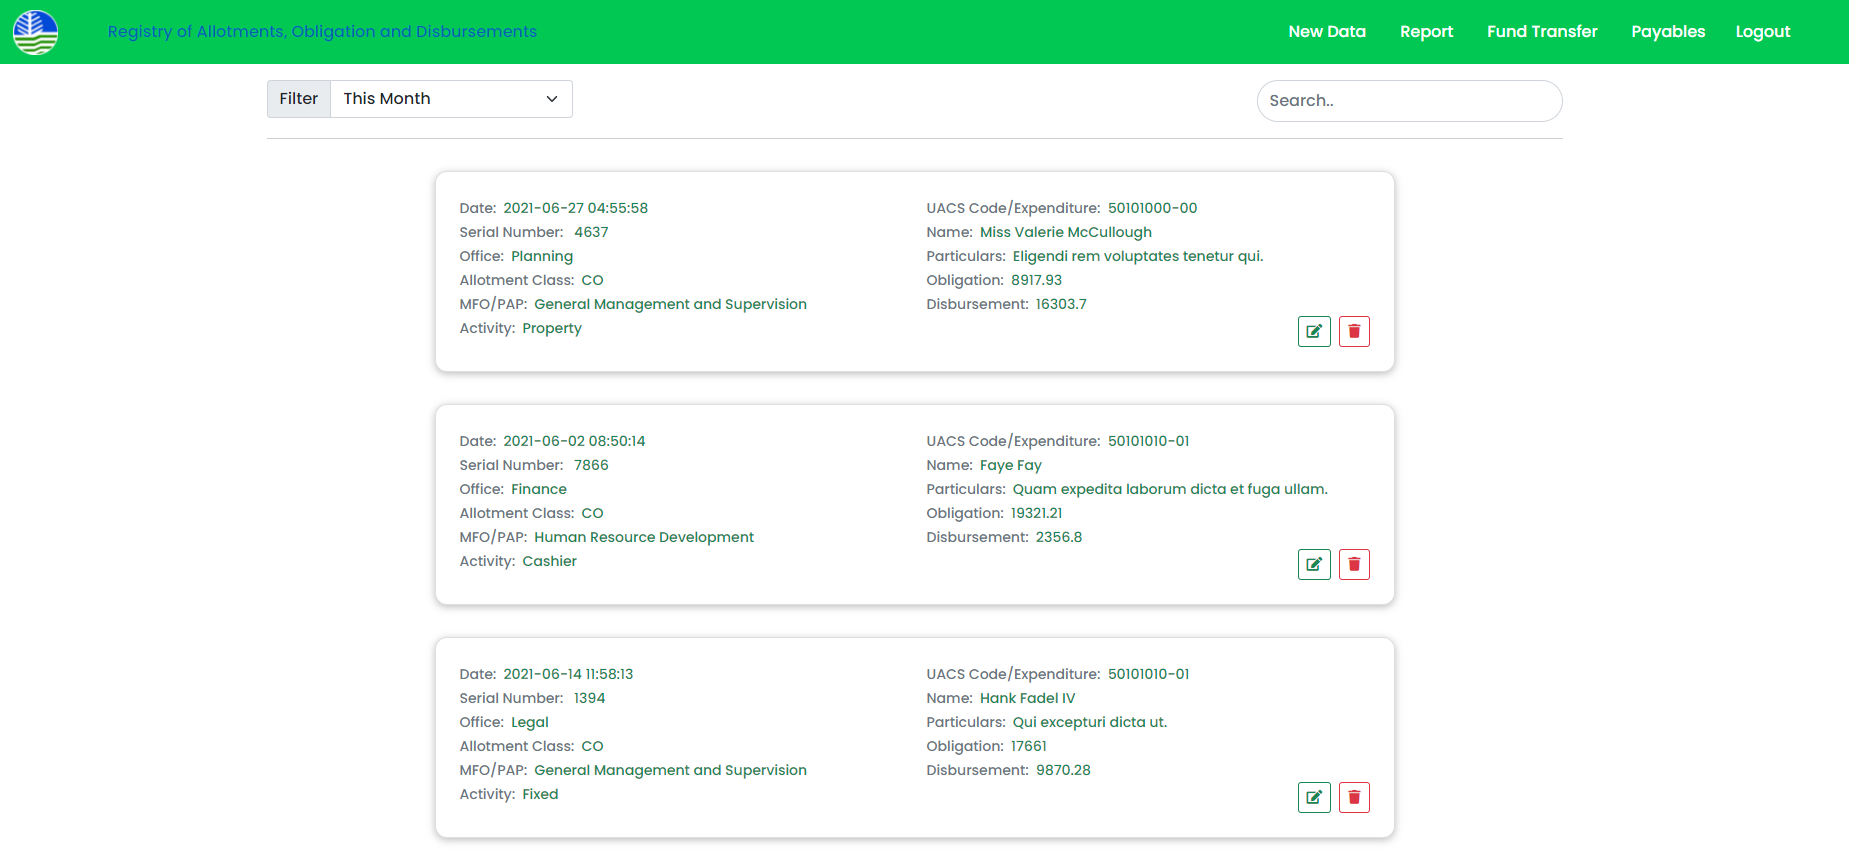 Registry of Allotments, Obligation and Disbursements
New Data Report Fund Transfer Payables Logout
Filter This Month
Search..
Date: 2021-06-27 04:55:58
Serial Number: 4637
Office: Planning
Allotment Class: CO
MFO/PAP: General Management and Supervision
Activity: Property
UACS Code/Expenditure: 50101000-00
Name: Miss Valerie McCullough
Particulars: Eligendi rem voluptates tenetur qui.
Obligation: 8917.93
Disbursement: 16303.7
Date: 2021-06-02 08:50:14
Serial Number: 7866
Office: Finance
Allotment Class: CO
MFO/PAP: Human Resource Development
Activity: Cashier
UACS Code/Expenditure: 50101010-01
Name: Faye Fay
Particulars: Quam expedita laborum dicta et fuga ullam.
Obligation: 19321.21
Disbursement: 2356.8
Date: 2021-06-14 11:58:13
Serial Number: 1394
Office: Legal
Allotment Class: CO
MFO/PAP: General Management and Supervision
Activity: Fixed
UACS Code/Expenditure: 50101010-01
Name: Hank Fadel IV
Particulars: Qui excepturi dicta ut.
Obligation: 17661
Disbursement: 9870.28